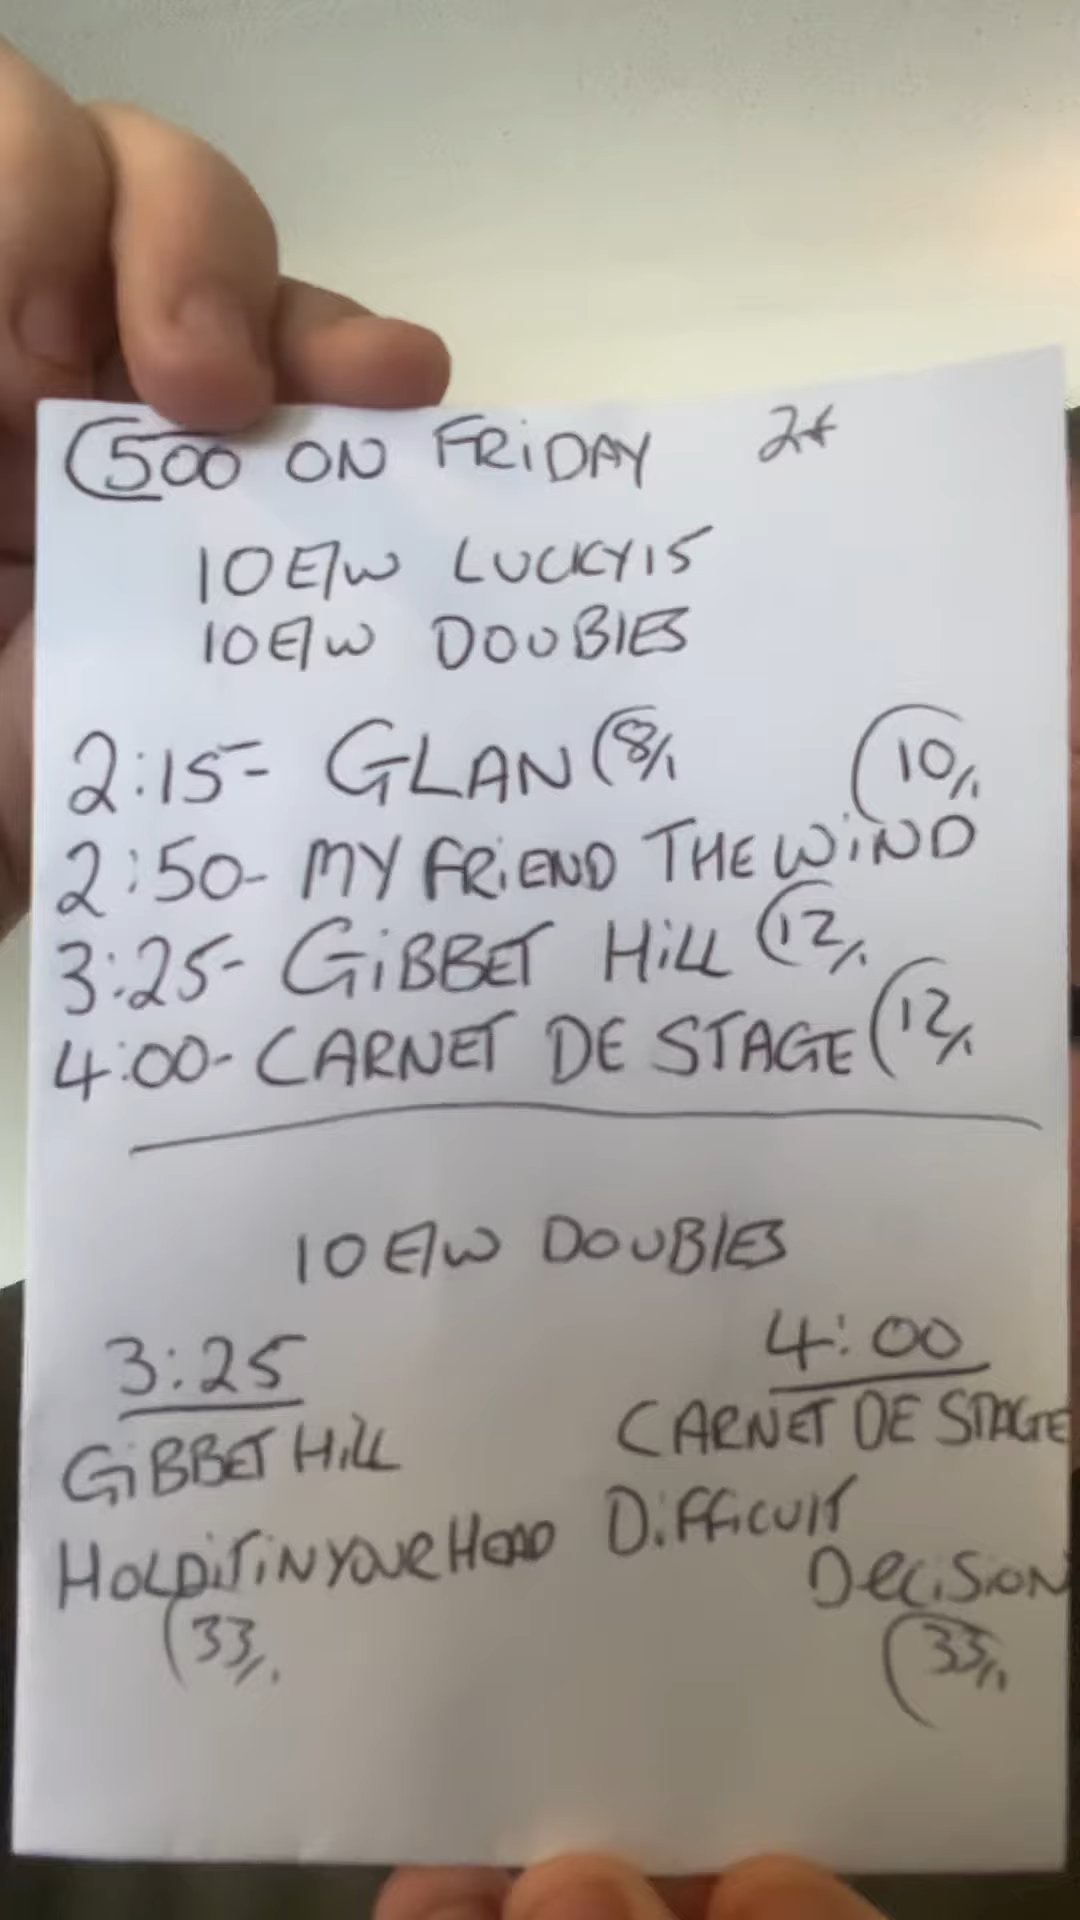 500 ON FRIDAY
10 E/W LUCKY 15
10 E/W DOUBLES
2:15- GLAN (8/1
(10/1
2:50- MY FRIEND THE WIND
3:25- GIBBET HILL (12/1
4:00- CARNET DE STAGE (12/1
10 E/W DOUBLES
3:25 4:00
GIBBET HILL CARNET DE STAGE
HOLDITINYOURHEAD DIFFICULT
DECISION
(33/1 (33/1